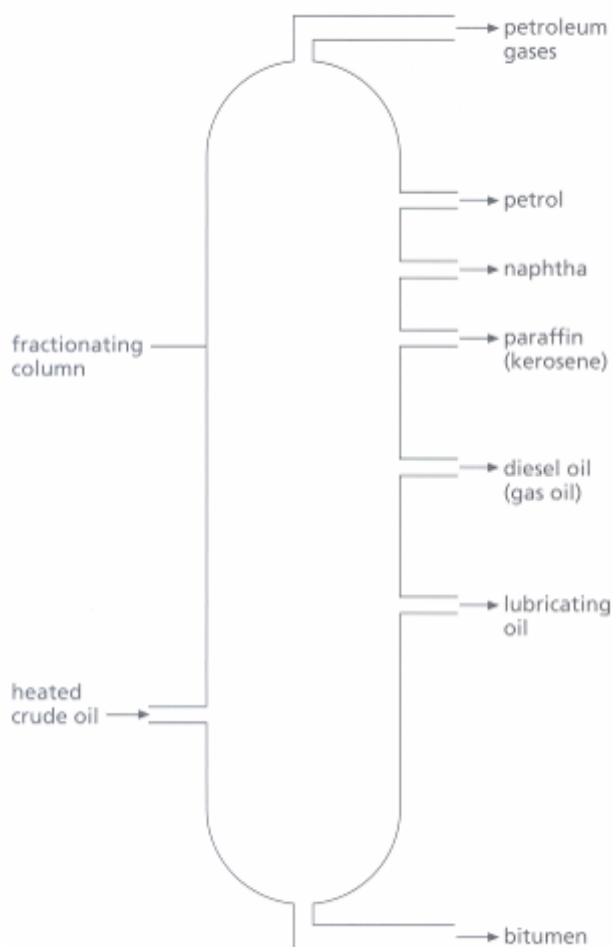 petroleum
gases
petrol
naphtha
fractionating
column
paraffin
(kerosene)
diesel oil
(gas oil)
lubricating
oil
heated
crude oil
bitumen